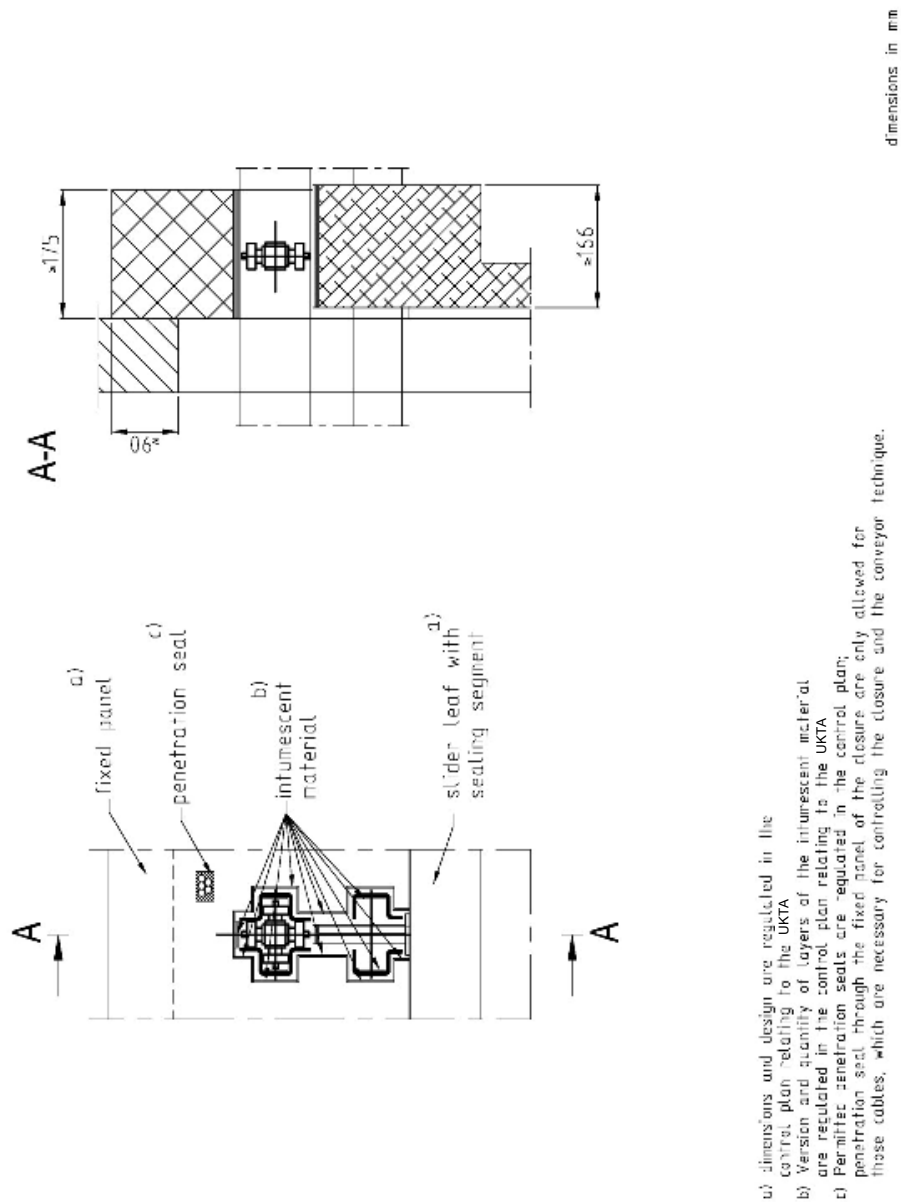 A-A
≥175
≥90
≥166
A
A
a)
fixed panel
c)
penetration seal
b)
intumescent
material
a)
slider leaf with
sealing segment
a) dimensions and design are regulated in the
control plan relating to the UKTA
b) Version and quantity of layers of the intumescent material
are regulated in the control plan relating to the UKTA
c) Permitted penetration seals are regulated in the control plan;
penetration seal through the fixed panel of the closure are only allowed for
those cables, which are necessary for controlling the closure and the conveyor technique.
dimensions in mm